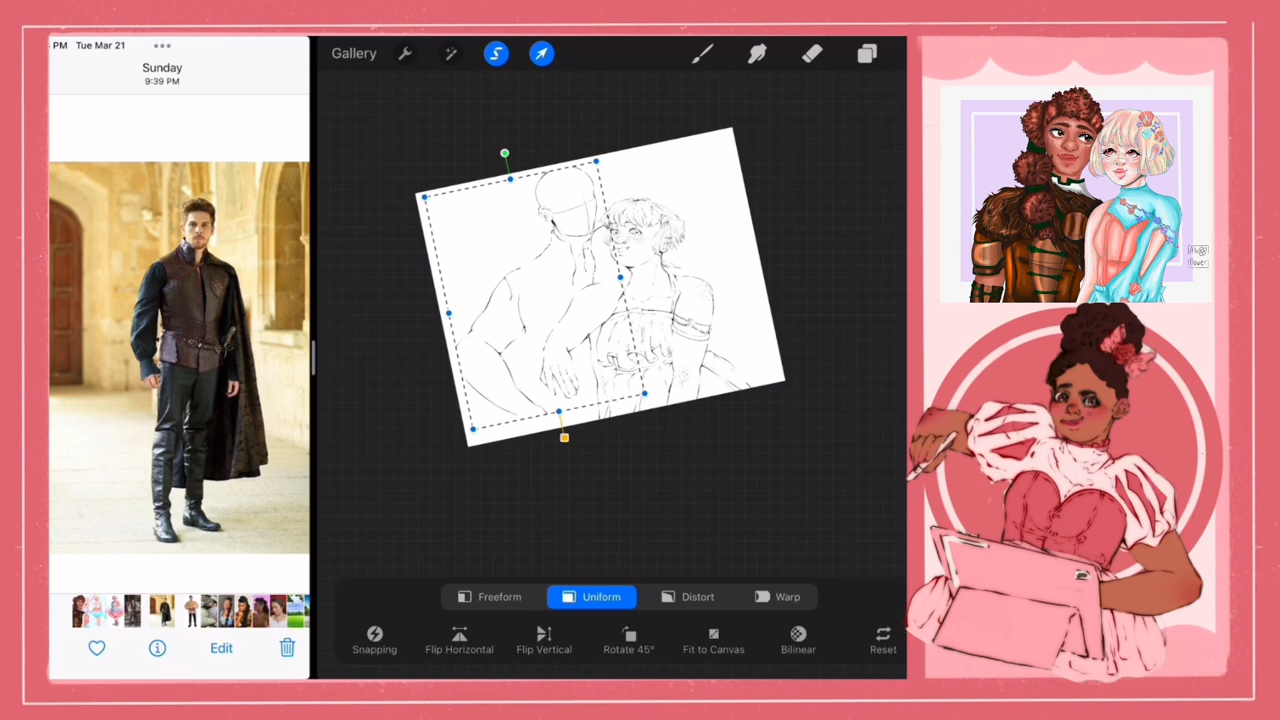 PM Tue Mar 21
Sunday
9:39 PM
Edit
Gallery
Freeform
Uniform
Distort
Warp
Snapping
Flip Horizontal
Flip Vertical
Rotate 45°
Fit to Canvas
Bilinear
Reset